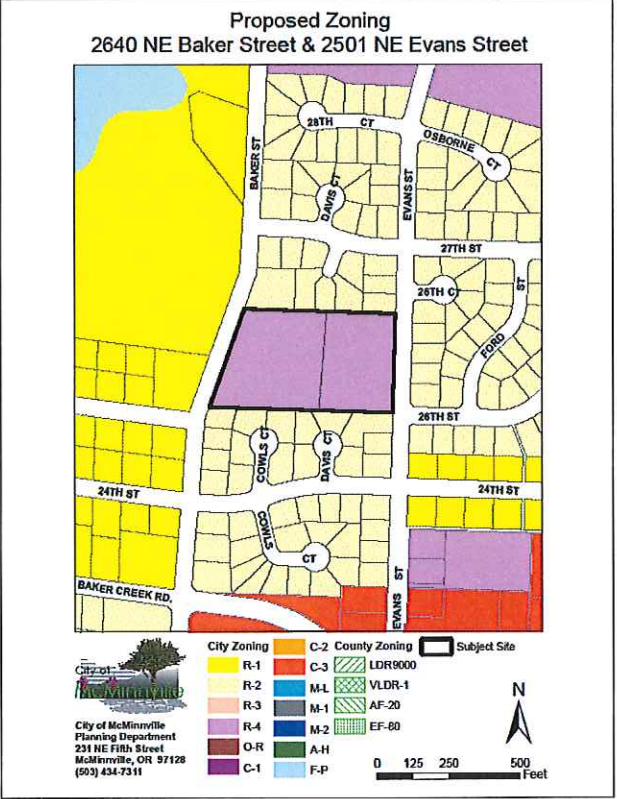 Proposed Zoning
2640 NE Baker Street & 2501 NE Evans Street
28TH CT
OSBORNE CT
BAKER ST
DAVIS CT
EVANS ST
27TH ST
26TH CT
FORD ST
26TH ST
COWLS CT
DAVIS CT
24TH ST
24TH ST
COWLS CT
EVANS ST
BAKER CREEK RD.
City of
McMinnville
City of McMinnville
Planning Department
231 NE Fifth Street
McMinnville, OR 97128
(503) 434-7311
City Zoning
R-1
R-2
R-3
R-4
O-R
C-1
C-2
C-3
M-L
M-1
M-2
A-H
F-P
County Zoning
LDR9000
VLDR-1
AF-20
EF-80
Subject Site
N
0 125 250 500
Feet